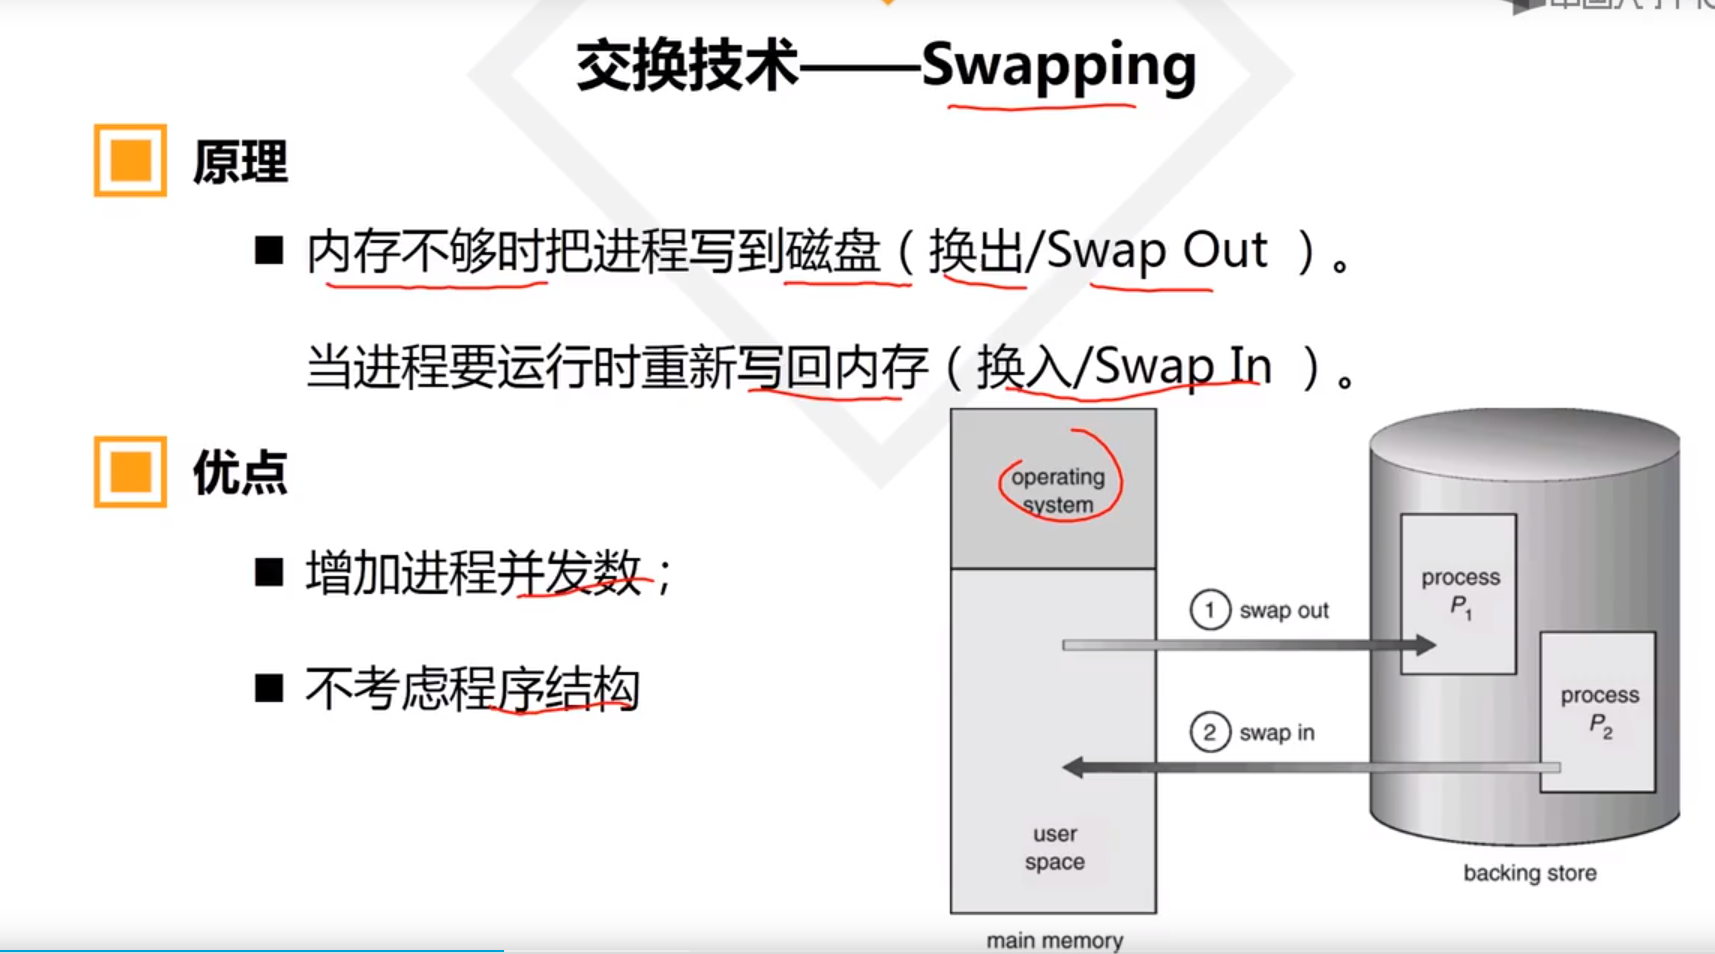 交换技术——Swapping
原理
内存不够时把进程写到磁盘（换出/Swap Out ）。
当进程要运行时重新写回内存（换入/Swap In ）。
优点
增加进程并发数；
不考虑程序结构
operating
system
① swap out
② swap in
user
space
main memory
process
P1
process
P2
backing store